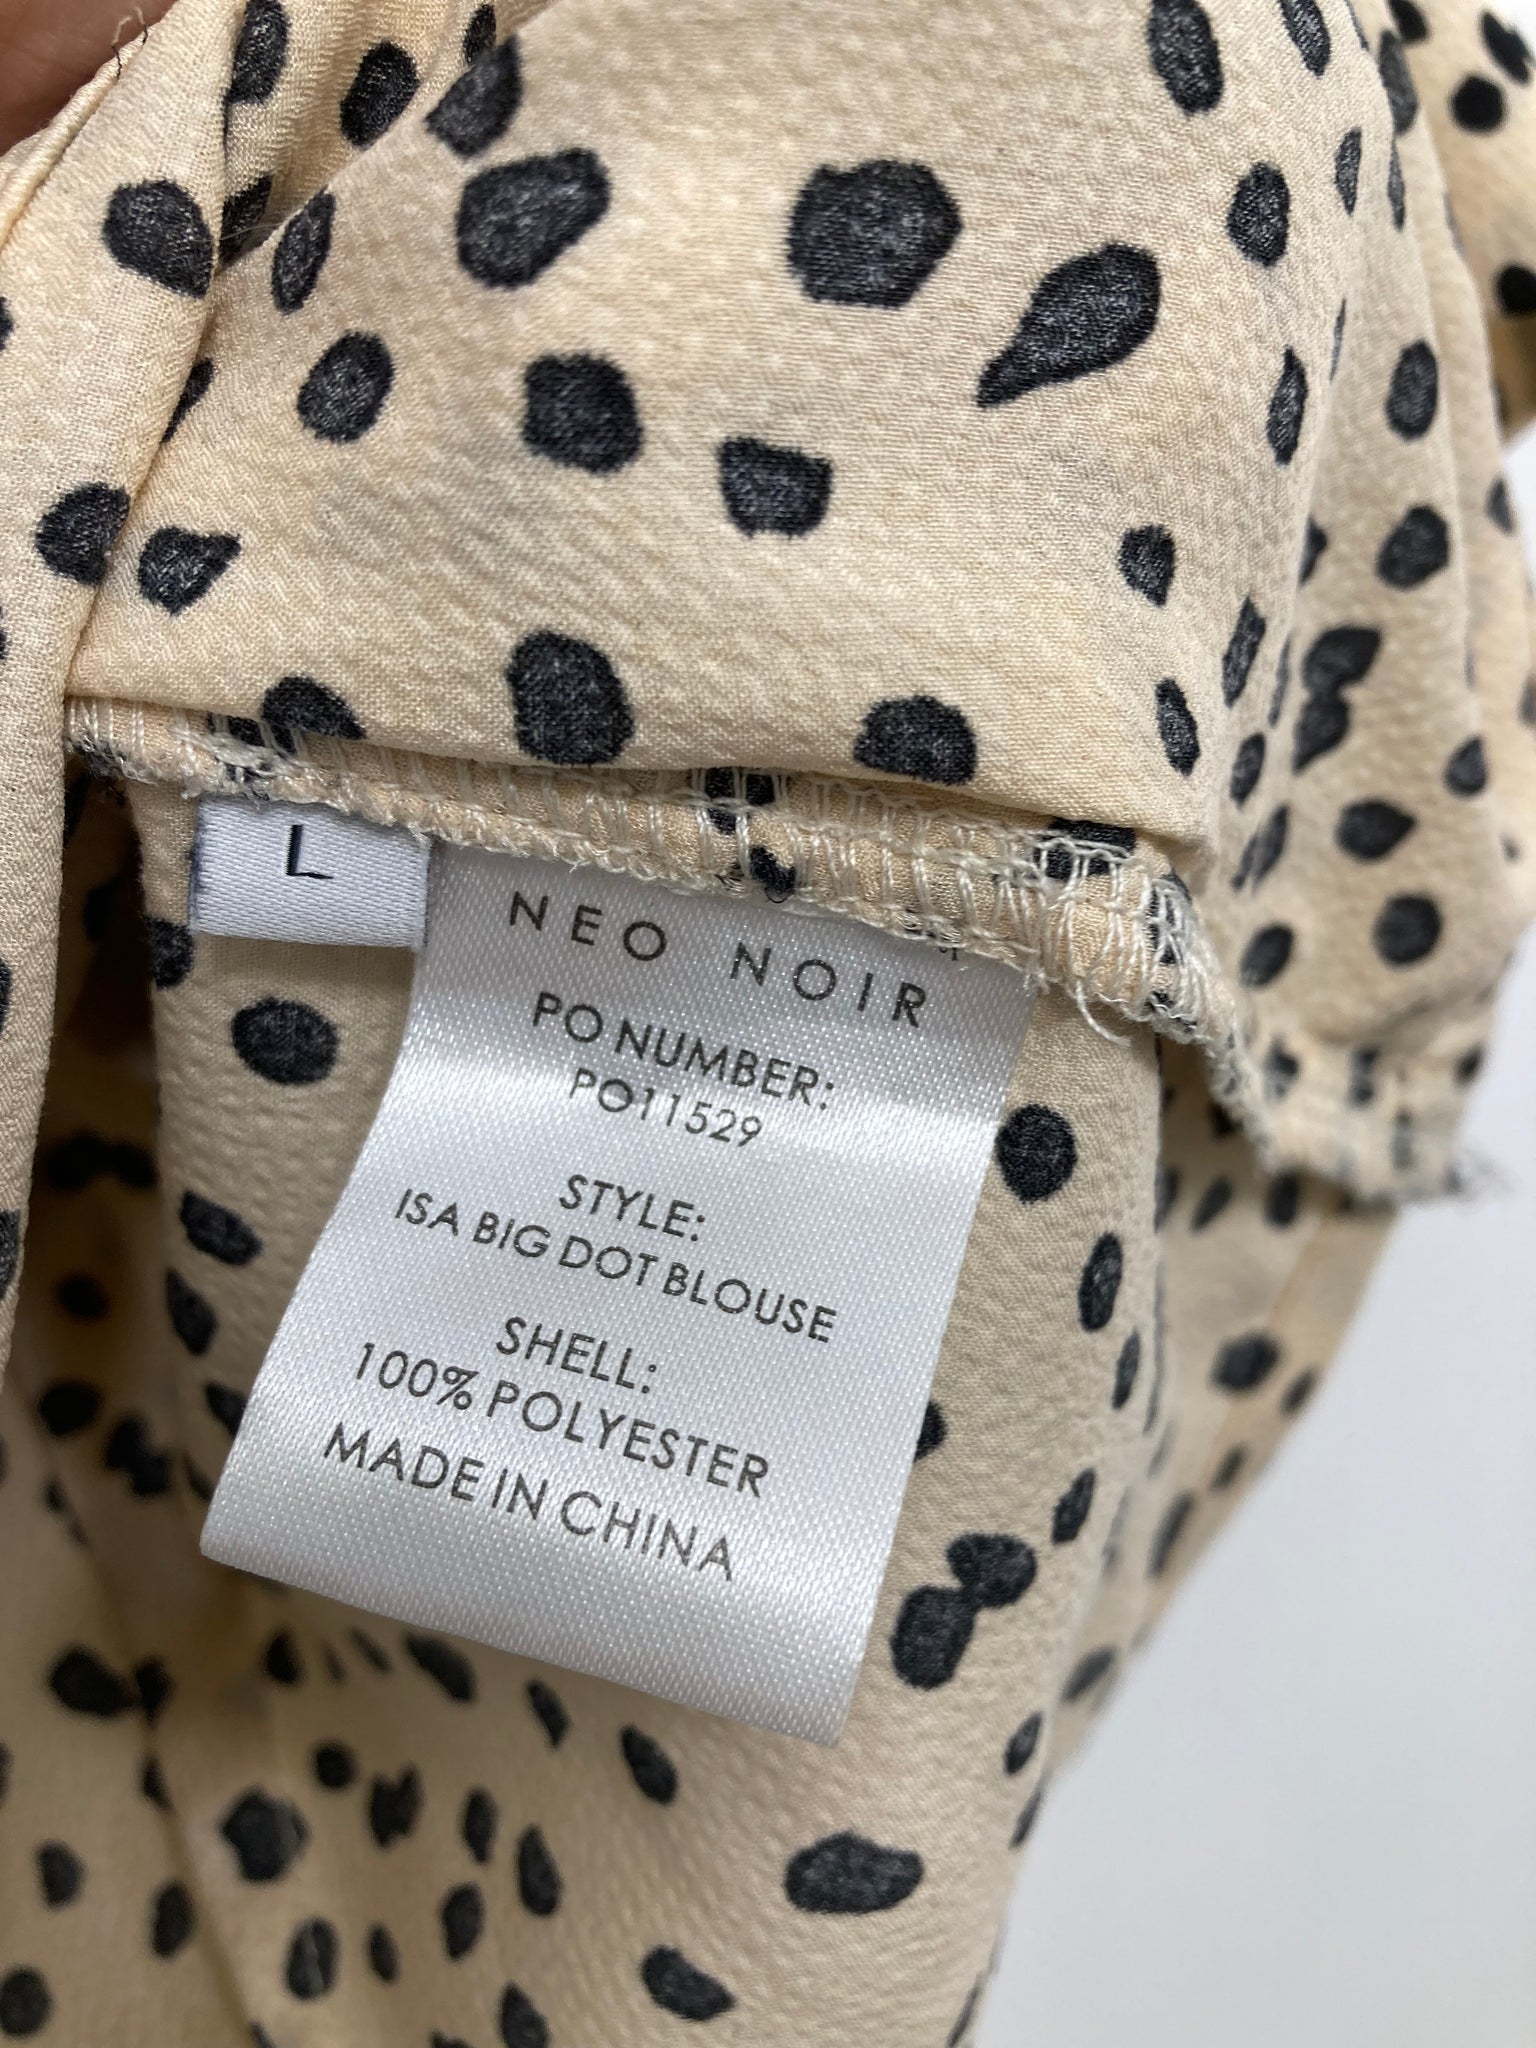 L
NEO NOIR
PO NUMBER:
PO11529
STYLE:
ISA BIG DOT BLOUSE
SHELL:
100% POLYESTER
MADE IN CHINA